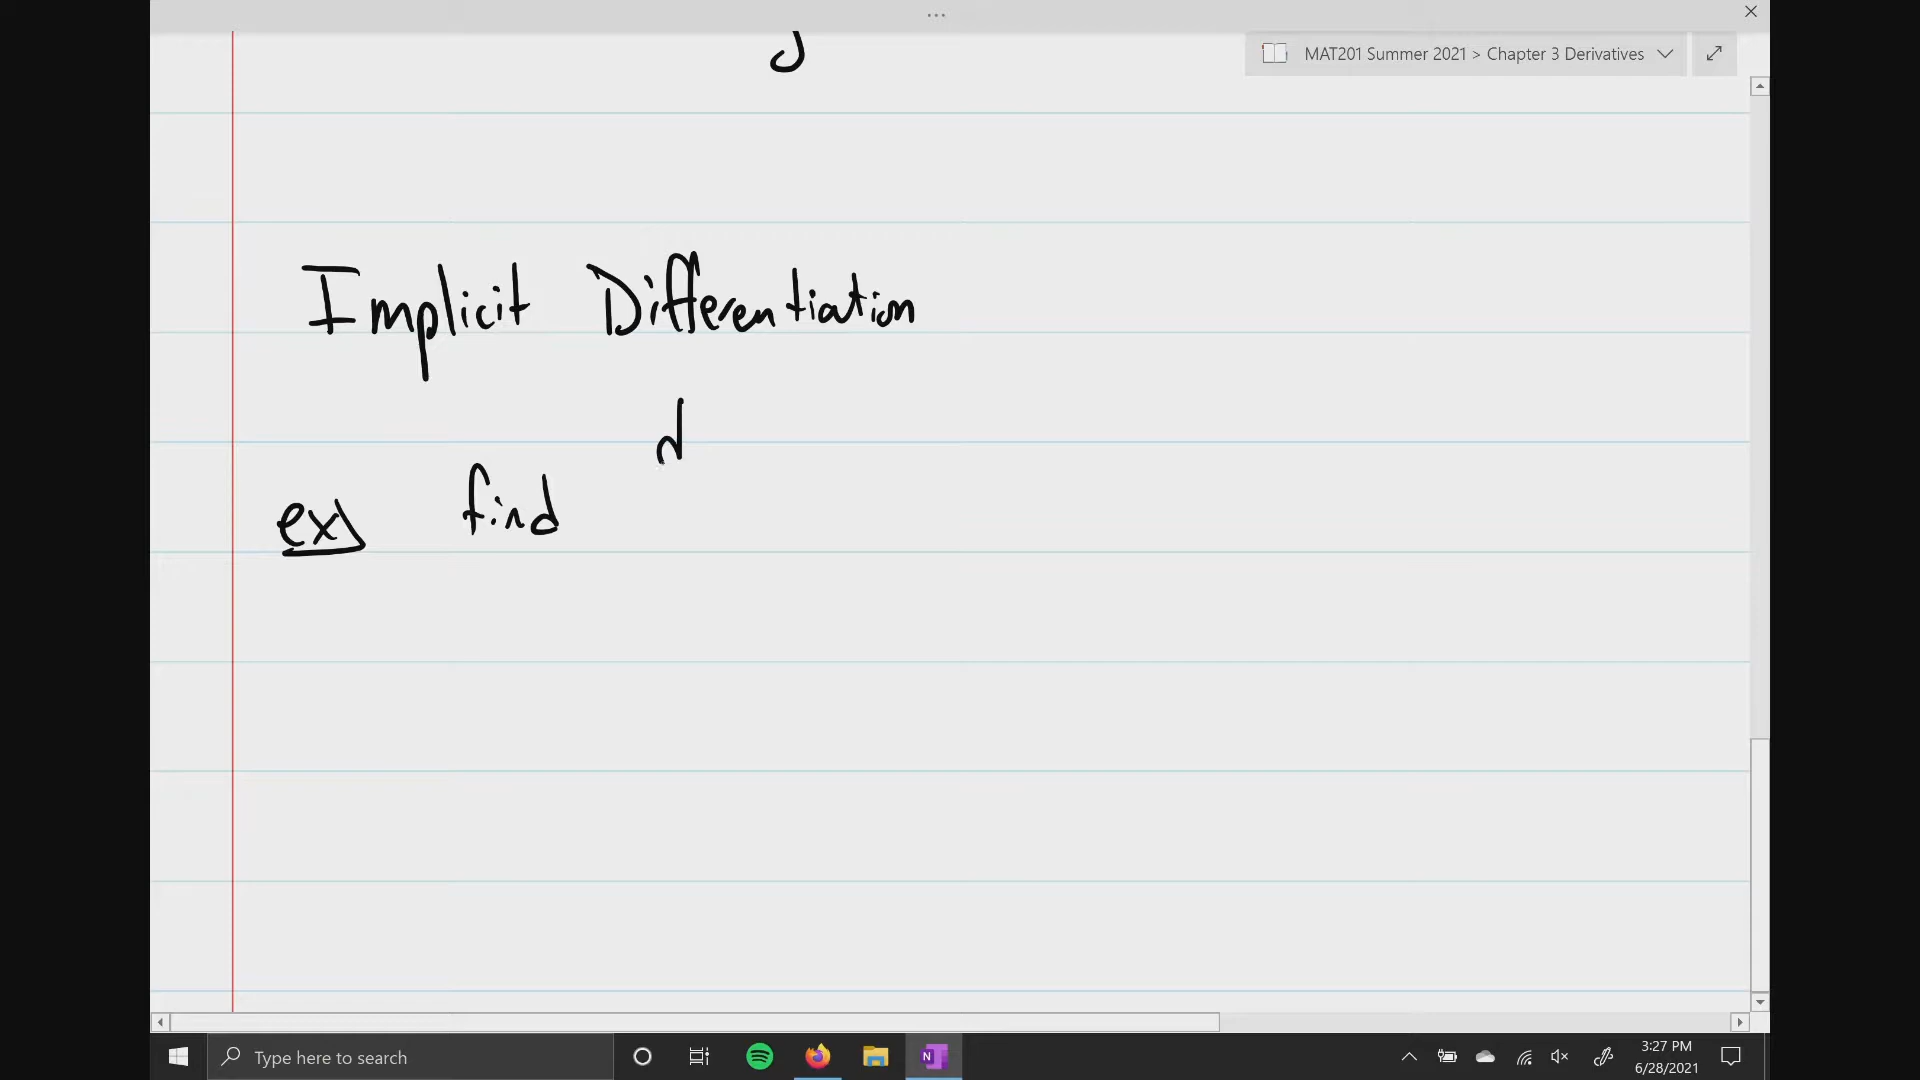 ...
MAT201 Summer 2021 > Chapter 3 Derivatives
Implicit Differentiation
d
ex) find
Type here to search
3:27 PM
6/28/2021